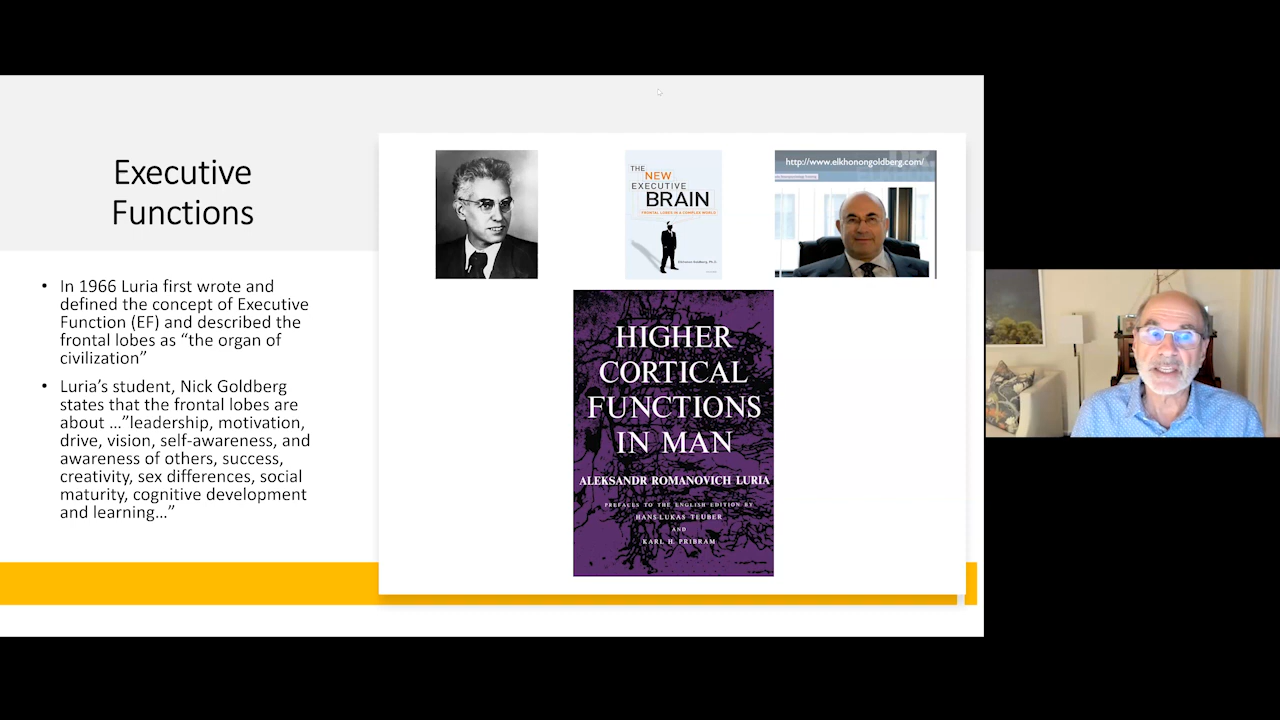 Executive
Functions
• In 1966 Luria first wrote and
defined the concept of Executive
Function (EF) and described the
frontal lobes as “the organ of
civilization”
• Luria’s student, Nick Goldberg
states that the frontal lobes are
about …”leadership, motivation,
drive, vision, self-awareness, and
awareness of others, success,
creativity, sex differences, social
maturity, cognitive development
and learning…”
THE
NEW
EXECUTIVE
BRAIN
FRONTAL LOBES IN A COMPLEX WORLD
Elkhonon Goldberg, Ph.D.
http://www.elkhonongoldberg.com/
HIGHER
CORTICAL
FUNCTIONS
IN MAN
ALEKSANDR ROMANOVICH LURIA
PREFACES TO THE ENGLISH EDITION BY
HANS-LUKAS TEUBER
AND
KARL H. PRIBRAM